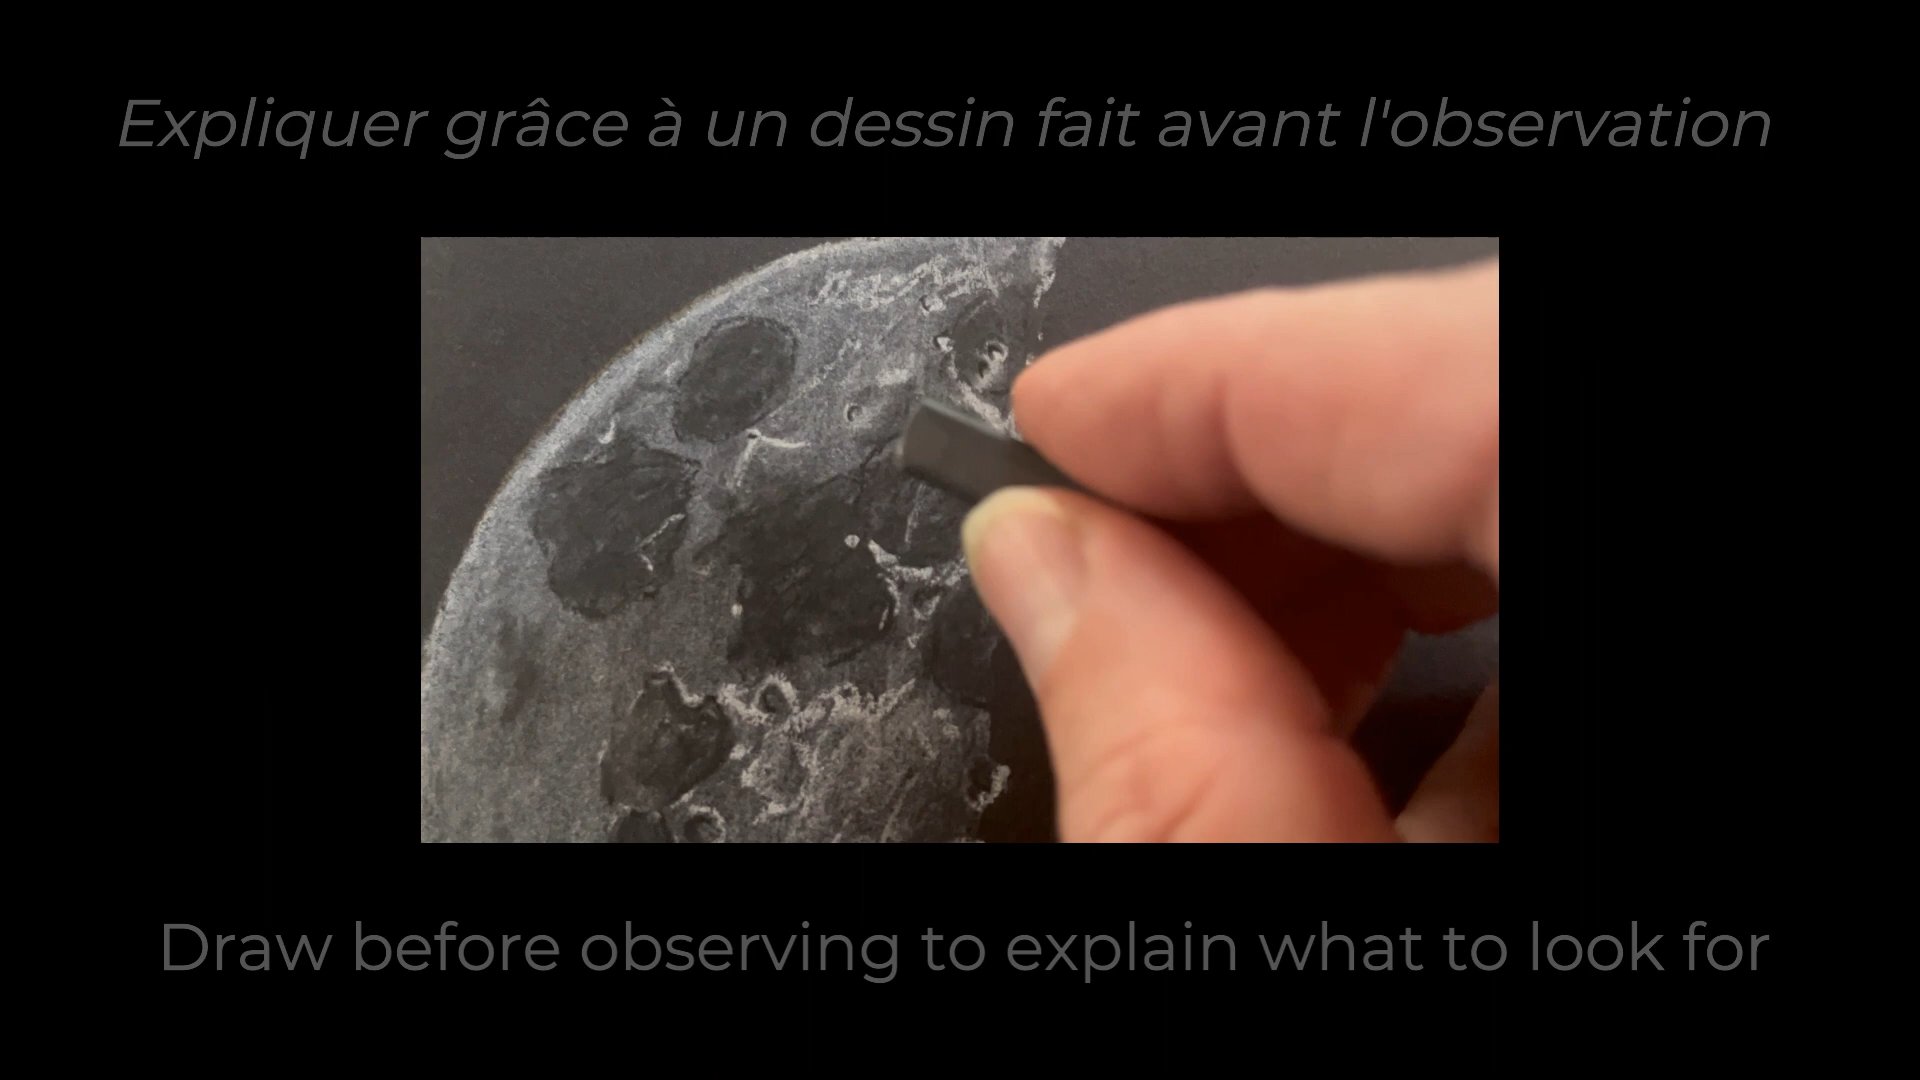 Expliquer grâce à un dessin fait avant l'observation
Draw before observing to explain what to look for